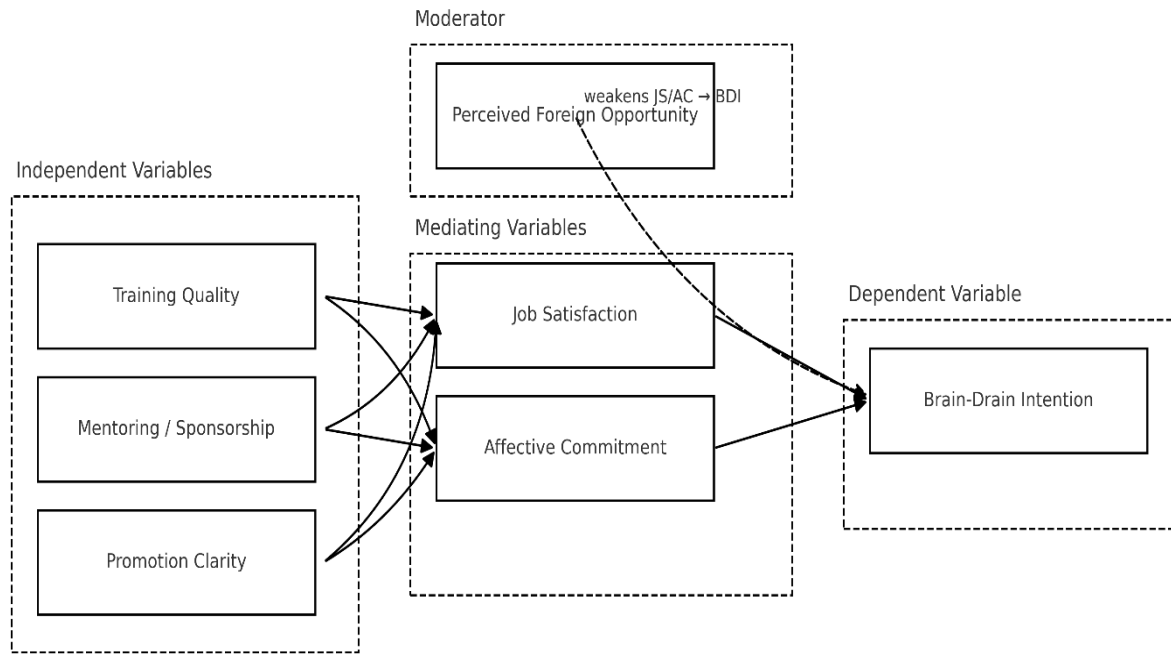 Moderator
weakens JS/AC → BDI
Perceived Foreign Opportunity
Independent Variables
Training Quality
Mentoring / Sponsorship
Promotion Clarity
Mediating Variables
Job Satisfaction
Affective Commitment
Dependent Variable
Brain-Drain Intention